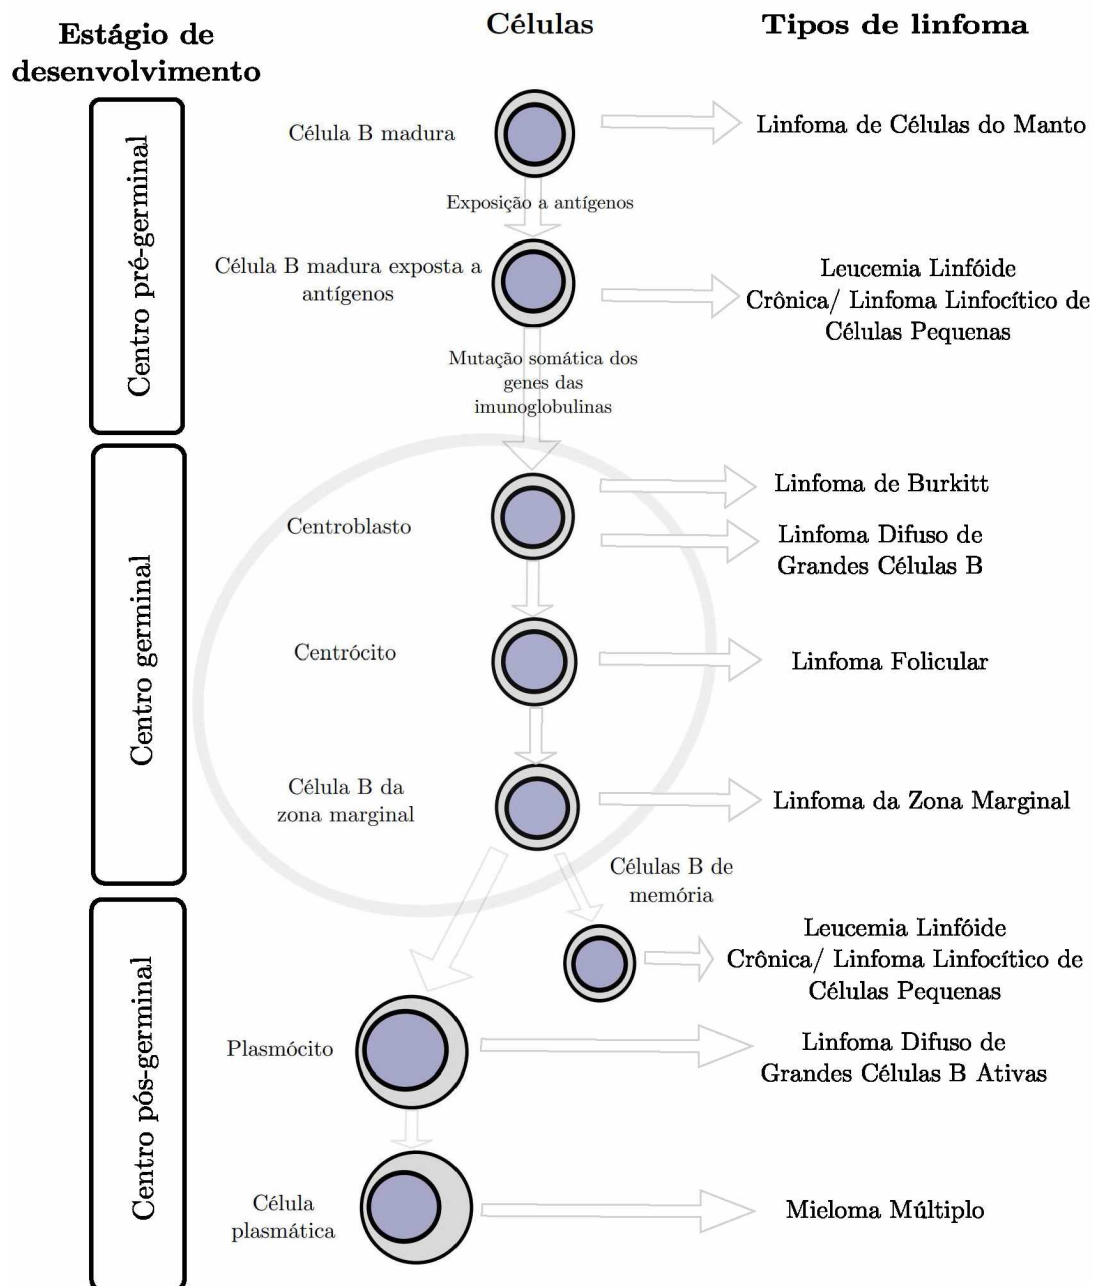 Estágio de
desenvolvimento
Células
Tipos de linfoma
Centro pré-germinal
Célula B madura
Linfoma de Células do Manto
Exposição a antígenos
Célula B madura exposta a
antígenos
Leucemia Linfóide
Crônica/ Linfoma Linfocítico de
Células Pequenas
Mutação somática dos
genes das
imunoglobulinas
Centro germinal
Centroblasto
Linfoma de Burkitt
Linfoma Difuso de
Grandes Células B
Centrócito
Linfoma Folicular
Célula B da
zona marginal
Linfoma da Zona Marginal
Centro pós-germinal
Células B de
memória
Leucemia Linfóide
Crônica/ Linfoma Linfocítico de
Células Pequenas
Plasmócito
Linfoma Difuso de
Grandes Células B Ativas
Célula
plasmática
Mieloma Múltiplo